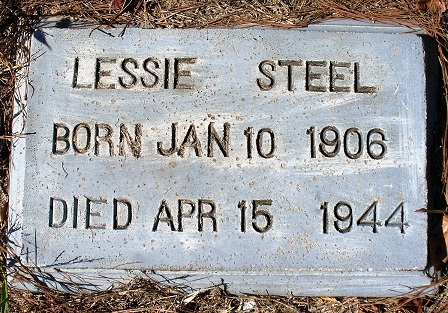 LESSIE STEEL
BORN JAN 10 1906
DIED APR 15 1944